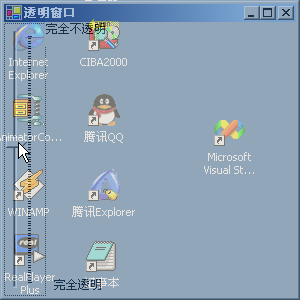 透明窗口
完全不透明
Internet
Explorer
CIBA2000
AnimatorCo...
腾讯QQ
Microsoft
Visual St...
WINAMP
腾讯Explorer
RealPlayer
Plus
完全透明
事本